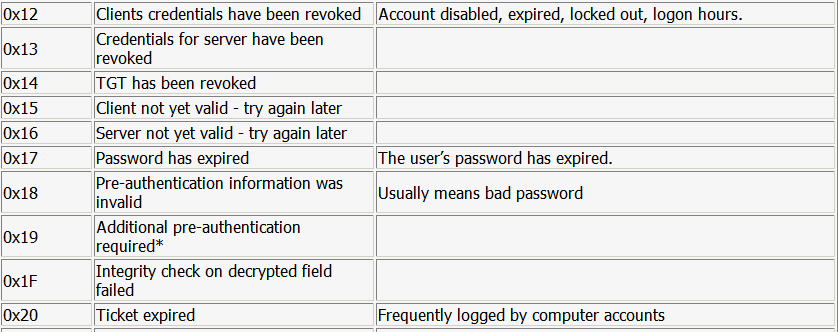 0x12 Clients credentials have been revoked Account disabled, expired, locked out, logon hours.
0x13 Credentials for server have been
revoked
0x14 TGT has been revoked
0x15 Client not yet valid - try again later
0x16 Server not yet valid - try again later
0x17 Password has expired The user’s password has expired.
0x18 Pre-authentication information was
invalid Usually means bad password
0x19 Additional pre-authentication
required*
0x1F Integrity check on decrypted field
failed
0x20 Ticket expired Frequently logged by computer accounts